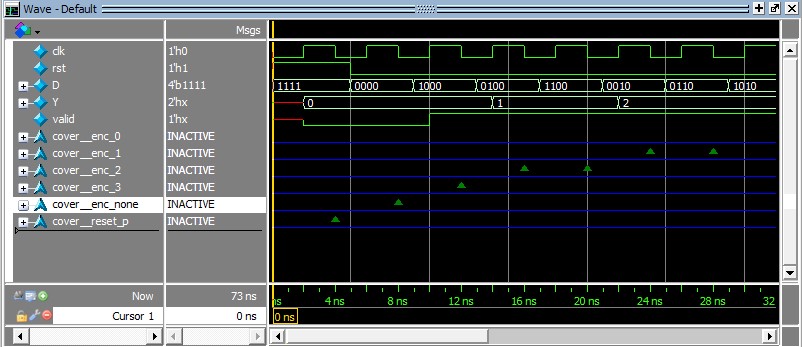 Wave - Default
Msgs
clk 1'h0
rst 1'h1
D 4'b1111 1111 0000 1000 0100 1100 0010 0110 1010
Y 2'hx 0 1 2
valid 1'hx
cover__enc_0 INACTIVE
cover__enc_1 INACTIVE
cover__enc_2 INACTIVE
cover__enc_3 INACTIVE
cover__enc_none INACTIVE
cover__reset_p INACTIVE
Now 73 ns ns 4 ns 8 ns 12 ns 16 ns 20 ns 24 ns 28 ns 32
Cursor 1 0 ns 0 ns